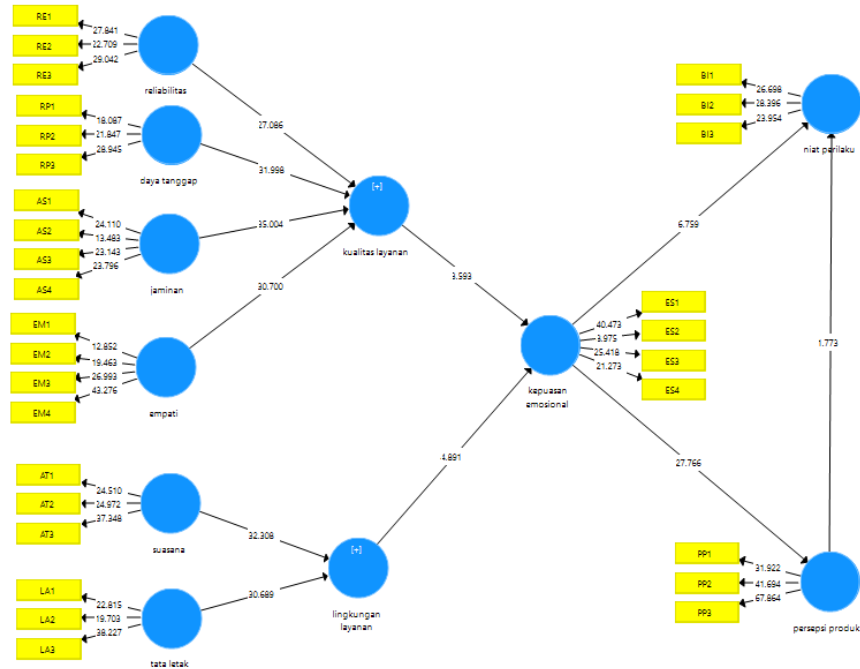 RE1
RE2
RE3
27.841
22.709
29.042
reliabilitas
RP1
RP2
RP3
18.087
21.847
28.945
daya tanggap
AS1
AS2
AS3
AS4
24.110
13.483
23.143
23.796
jaminan
EM1
EM2
EM3
EM4
12.852
19.463
26.993
43.276
empati
AT1
AT2
AT3
24.510
37.348
suasana
LA1
LA2
LA3
22.815
19.703
38.227
tata letak
27.086
31.998
35.004
30.700
[+]
kualitas layanan
32.308
30.689
[+]
lingkungan
layanan
3.593
4.891
kepuasan
emosional
ES1
ES2
ES3
ES4
40.473
3.975
25.418
21.273
6.759
27.766
BI1
BI2
BI3
26.698
28.396
23.954
niat perilaku
1.773
PP1
PP2
PP3
31.922
41.694
67.864
persepsi produk